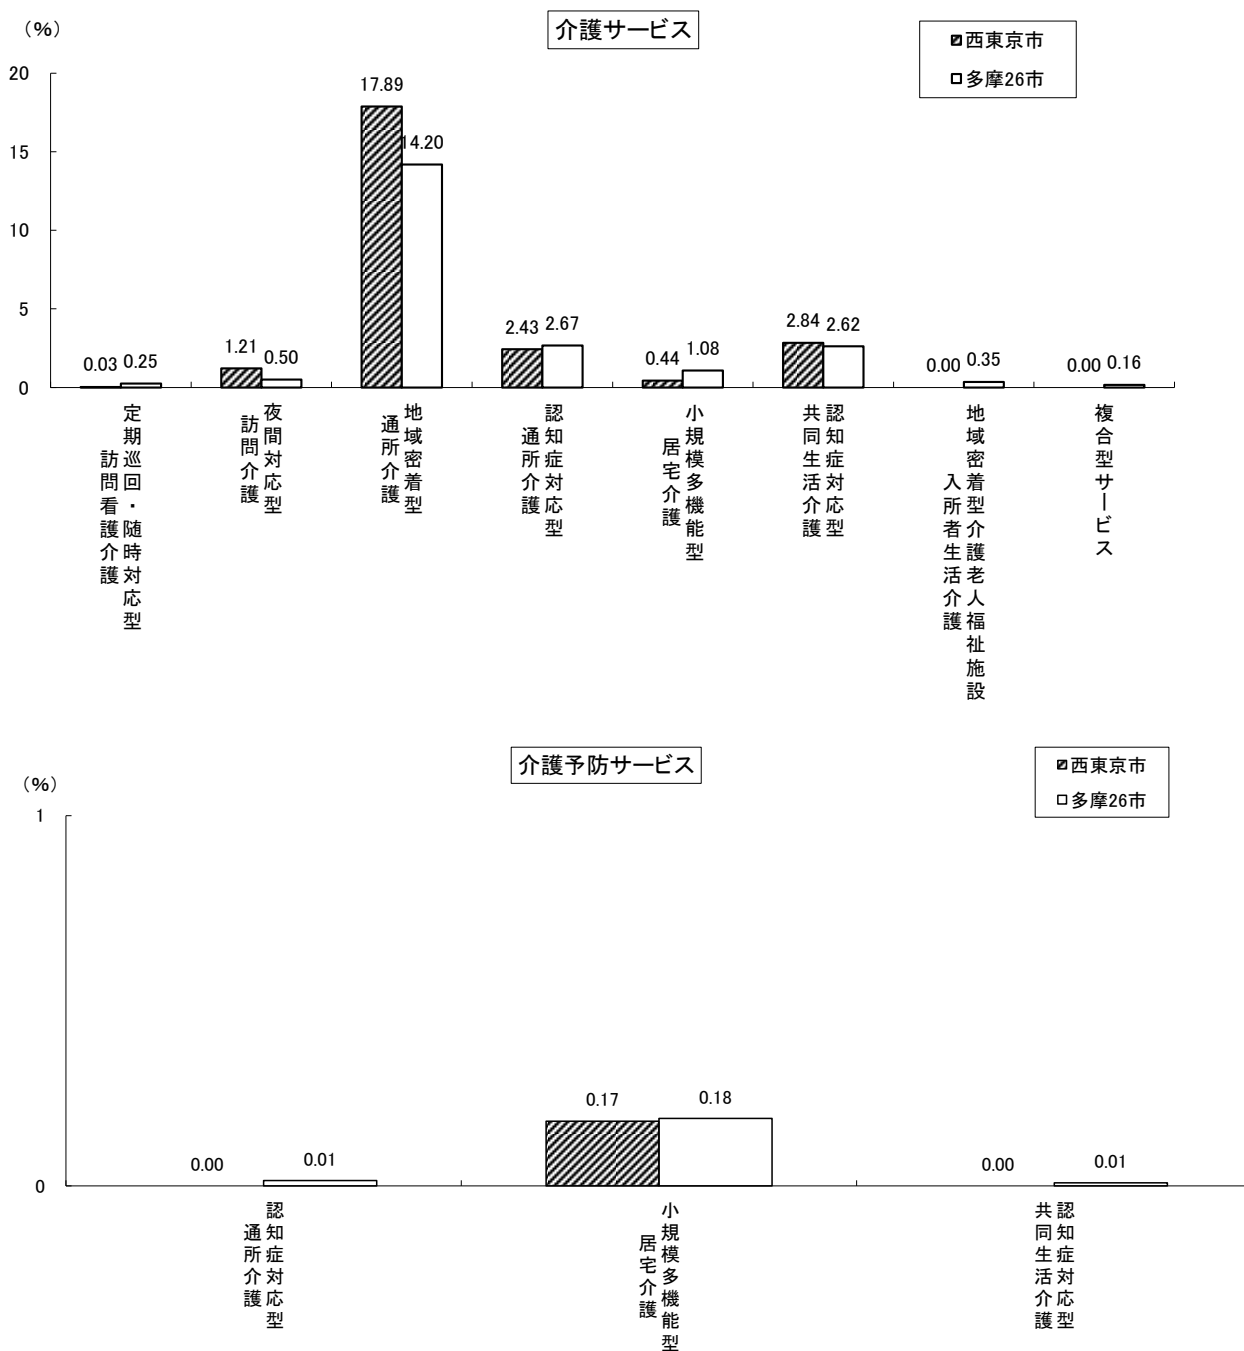 介護サービス
(%)
西東京市
多摩26市
20
15
10
5
0
0.03
0.25
1.21
0.50
17.89
14.20
2.43
2.67
0.44
1.08
2.84
2.62
0.00
0.35
0.00
0.16
定期巡回・随時対応型
訪問看護介護
夜間対応型
訪問介護
地域密着型
通所介護
認知症対応型
通所介護
小規模多機能型
居宅介護
認知症対応型
共同生活介護
地域密着型介護老人福祉施設
入所者生活介護
複合型サービス
介護予防サービス
(%)
西東京市
多摩26市
1
0
0.00
0.01
0.17
0.18
0.00
0.01
認知症対応型
通所介護
小規模多機能型
居宅介護
認知症対応型
共同生活介護